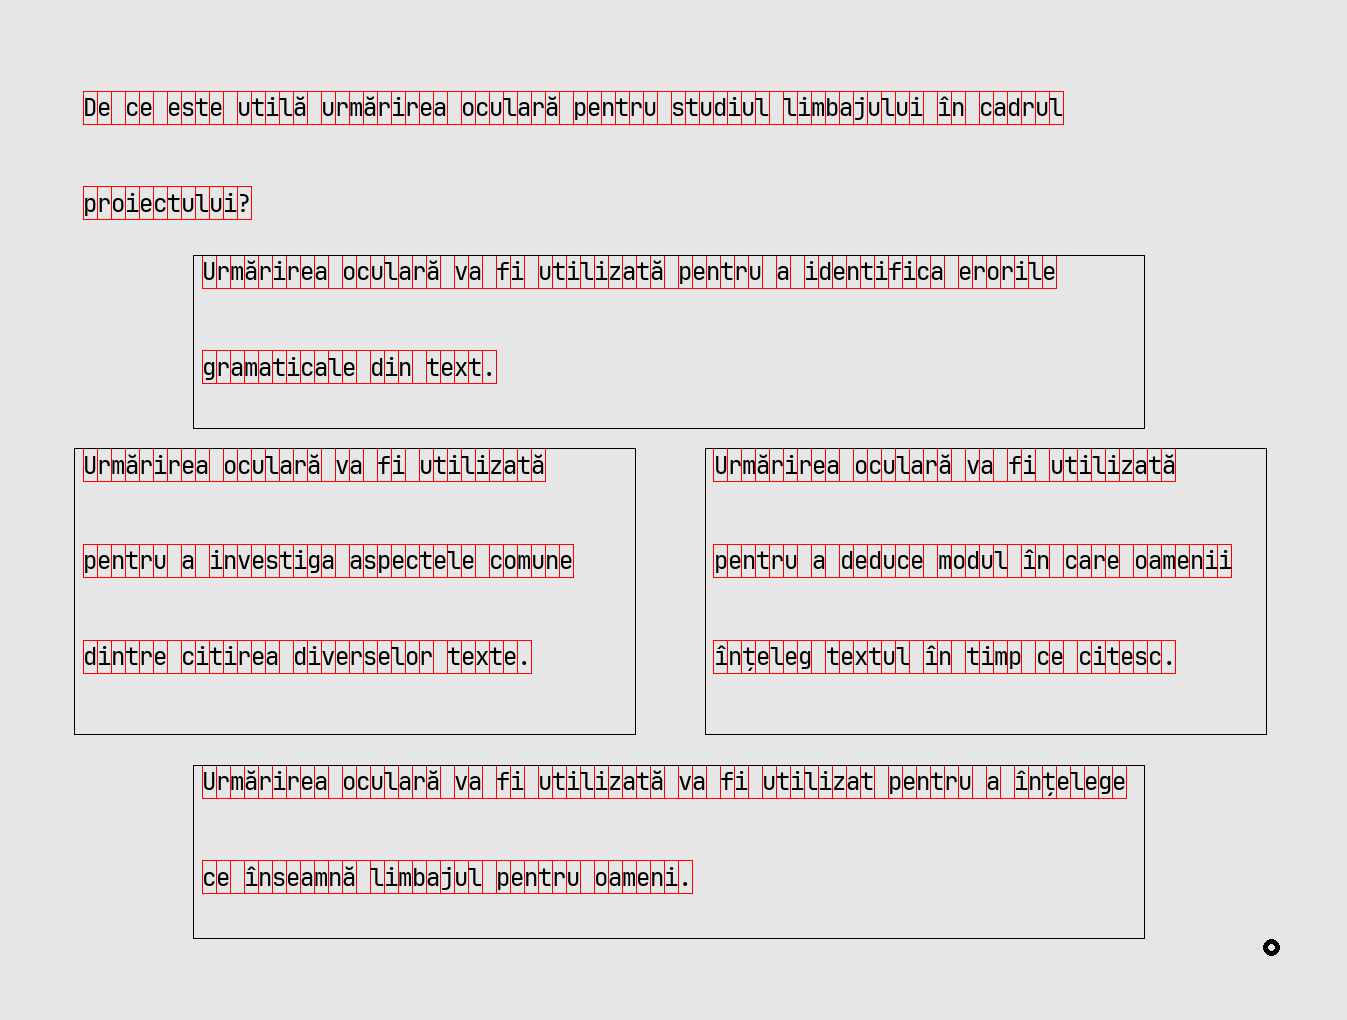 De ce este utilă urmărirea oculară pentru studiul limbajului în cadrul
proiectului?
Urmărirea oculară va fi utilizată pentru a identifica erorile
gramaticale din text.
Urmărirea oculară va fi utilizată
pentru a investiga aspectele comune
dintre citirea diverselor texte.
Urmărirea oculară va fi utilizată
pentru a deduce modul în care oamenii
înțeleg textul în timp ce citesc.
Urmărirea oculară va fi utilizată va fi utilizat pentru a înțelege
ce înseamnă limbajul pentru oameni.